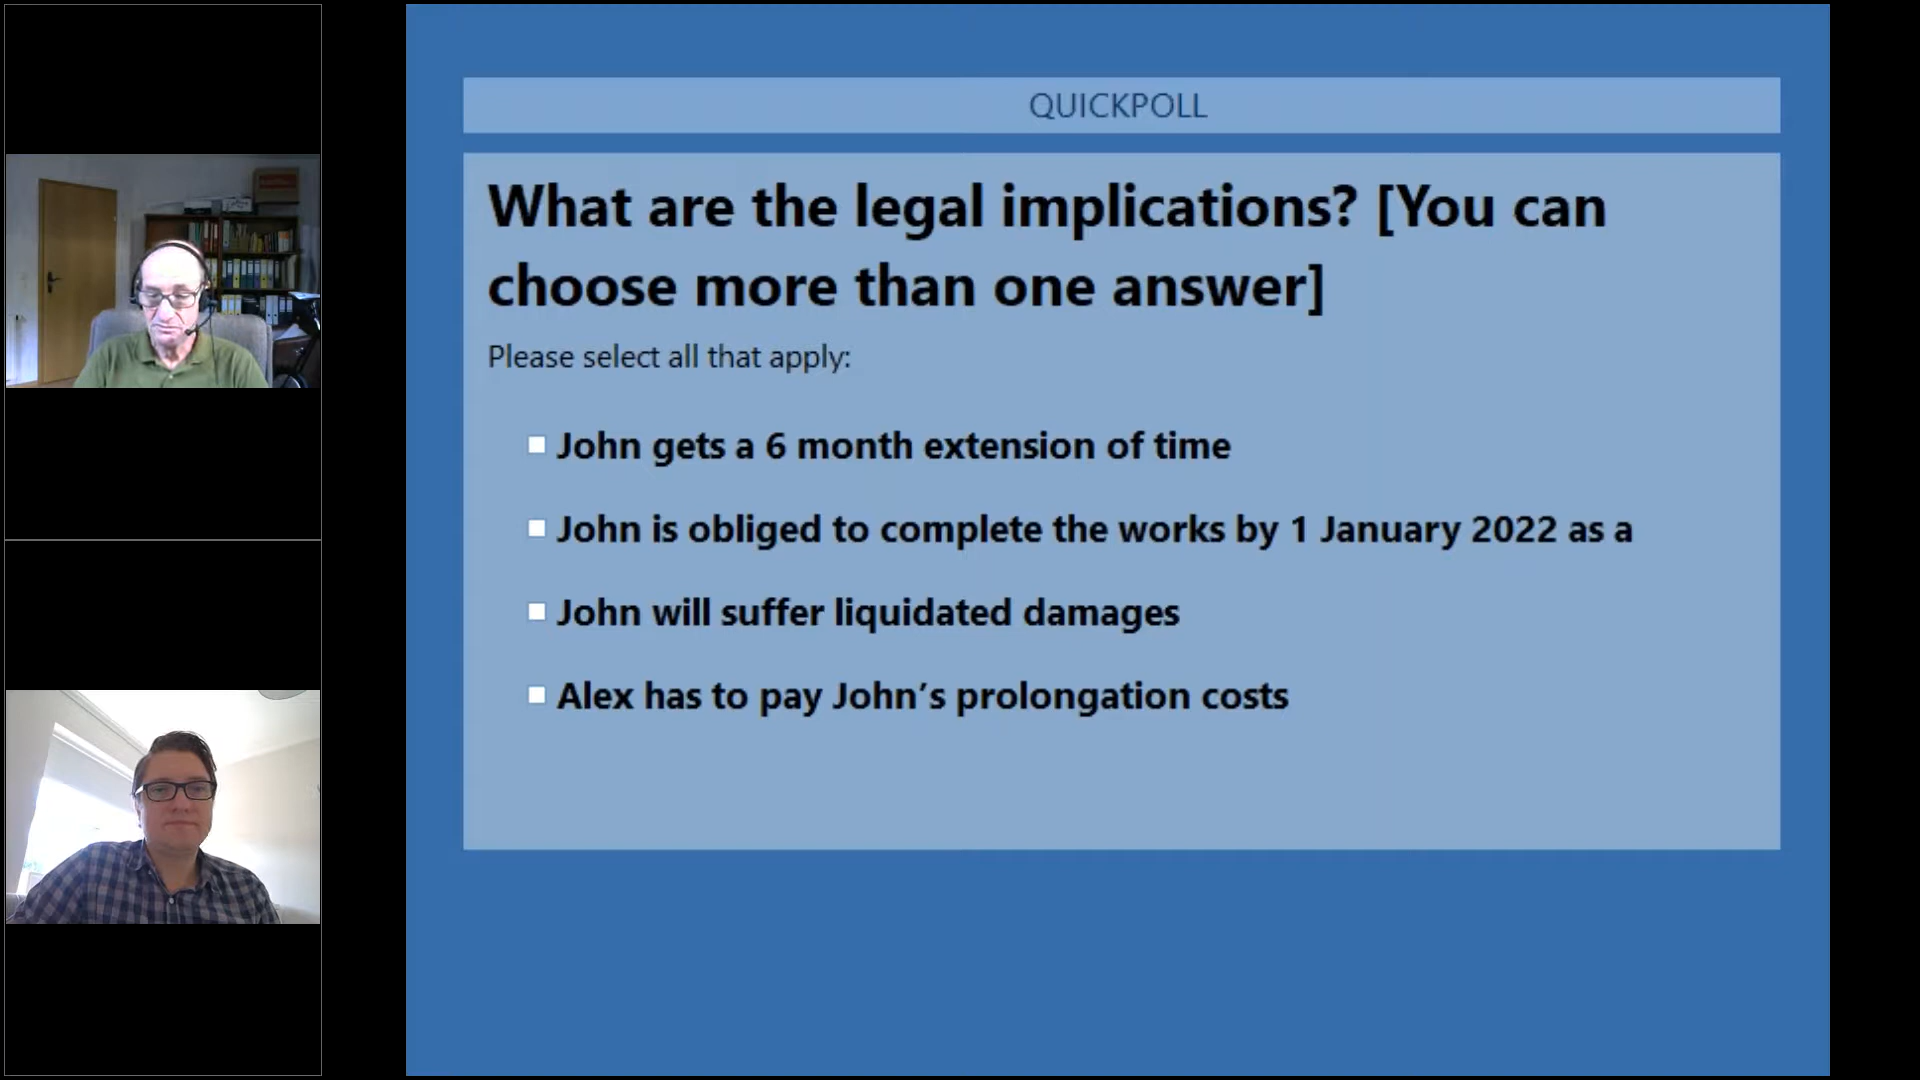 QUICKPOLL
What are the legal implications? [You can
choose more than one answer]
Please select all that apply:
John gets a 6 month extension of time
John is obliged to complete the works by 1 January 2022 as a
John will suffer liquidated damages
Alex has to pay John’s prolongation costs